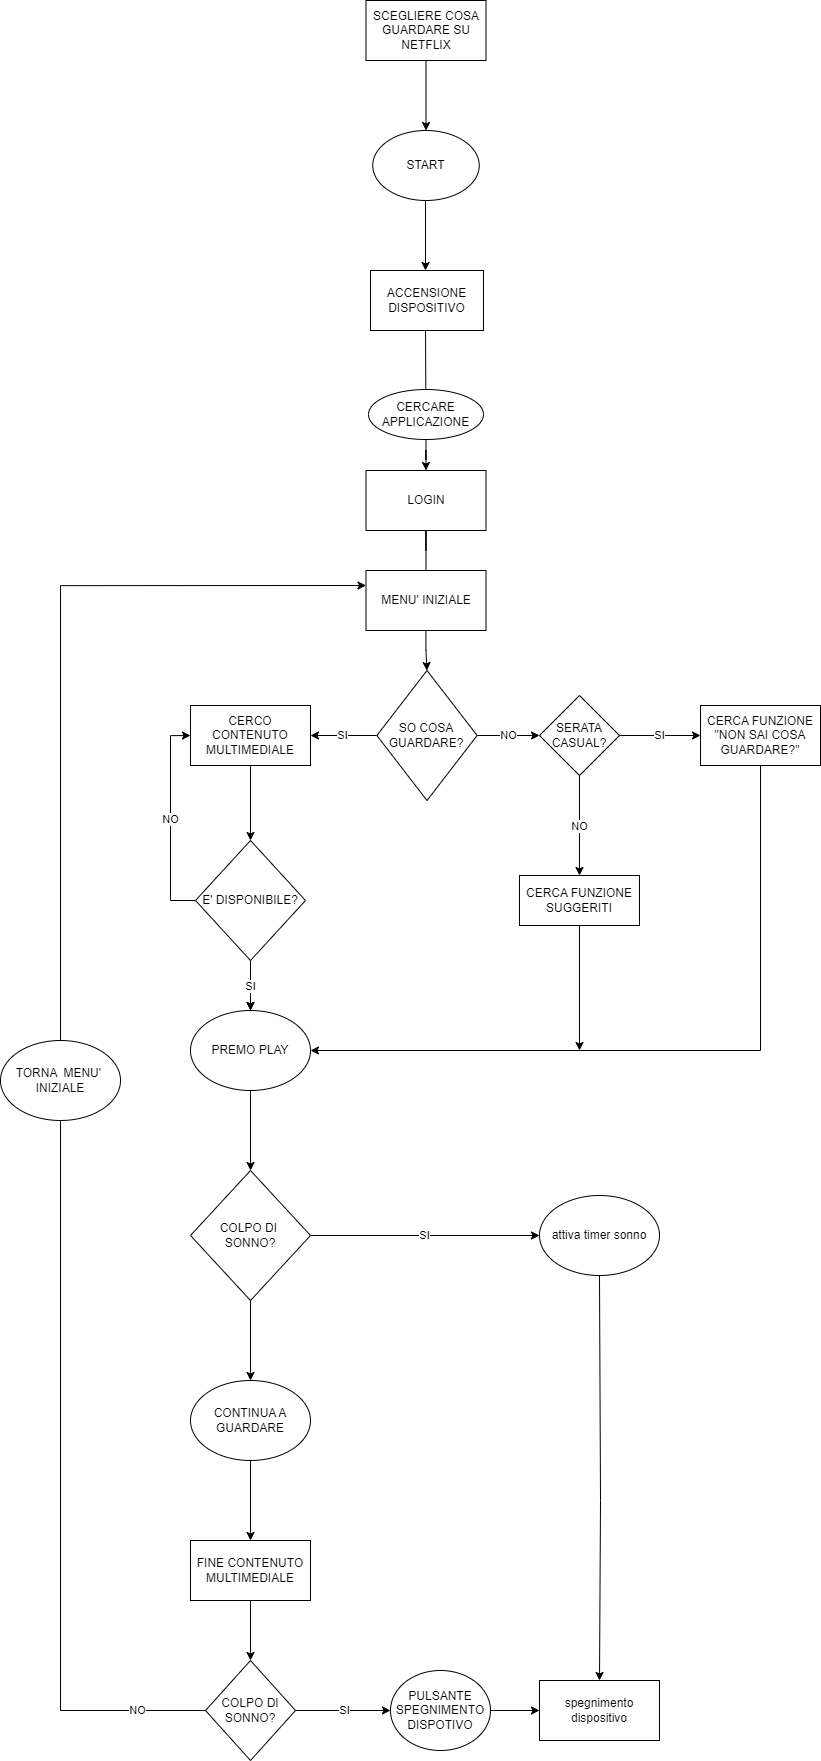 SCEGLIERE COSA
GUARDARE SU
NETFLIX
START
ACCENSIONE
DISPOSITIVO
CERCARE
APPLICAZIONE
LOGIN
MENU' INIZIALE
SO COSA
GUARDARE?
SI
CERCO
CONTENUTO
MULTIMEDIALE
NO
SERATA
CASUAL?
SI
CERCA FUNZIONE
"NON SAI COSA
GUARDARE?"
NO
NO
E' DISPONIBILE?
CERCA FUNZIONE
SUGGERITI
SI
PREMO PLAY
TORNA MENU'
INIZIALE
COLPO DI
SONNO?
SI
attiva timer sonno
CONTINUA A
GUARDARE
FINE CONTENUTO
MULTIMEDIALE
NO
COLPO DI
SONNO?
SI
PULSANTE
SPEGNIMENTO
DISPOTIVO
spegnimento
dispositivo